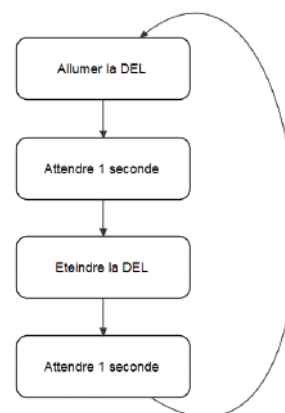 Allumer la DEL
Attendre 1 seconde
Eteindre la DEL
Attendre 1 seconde